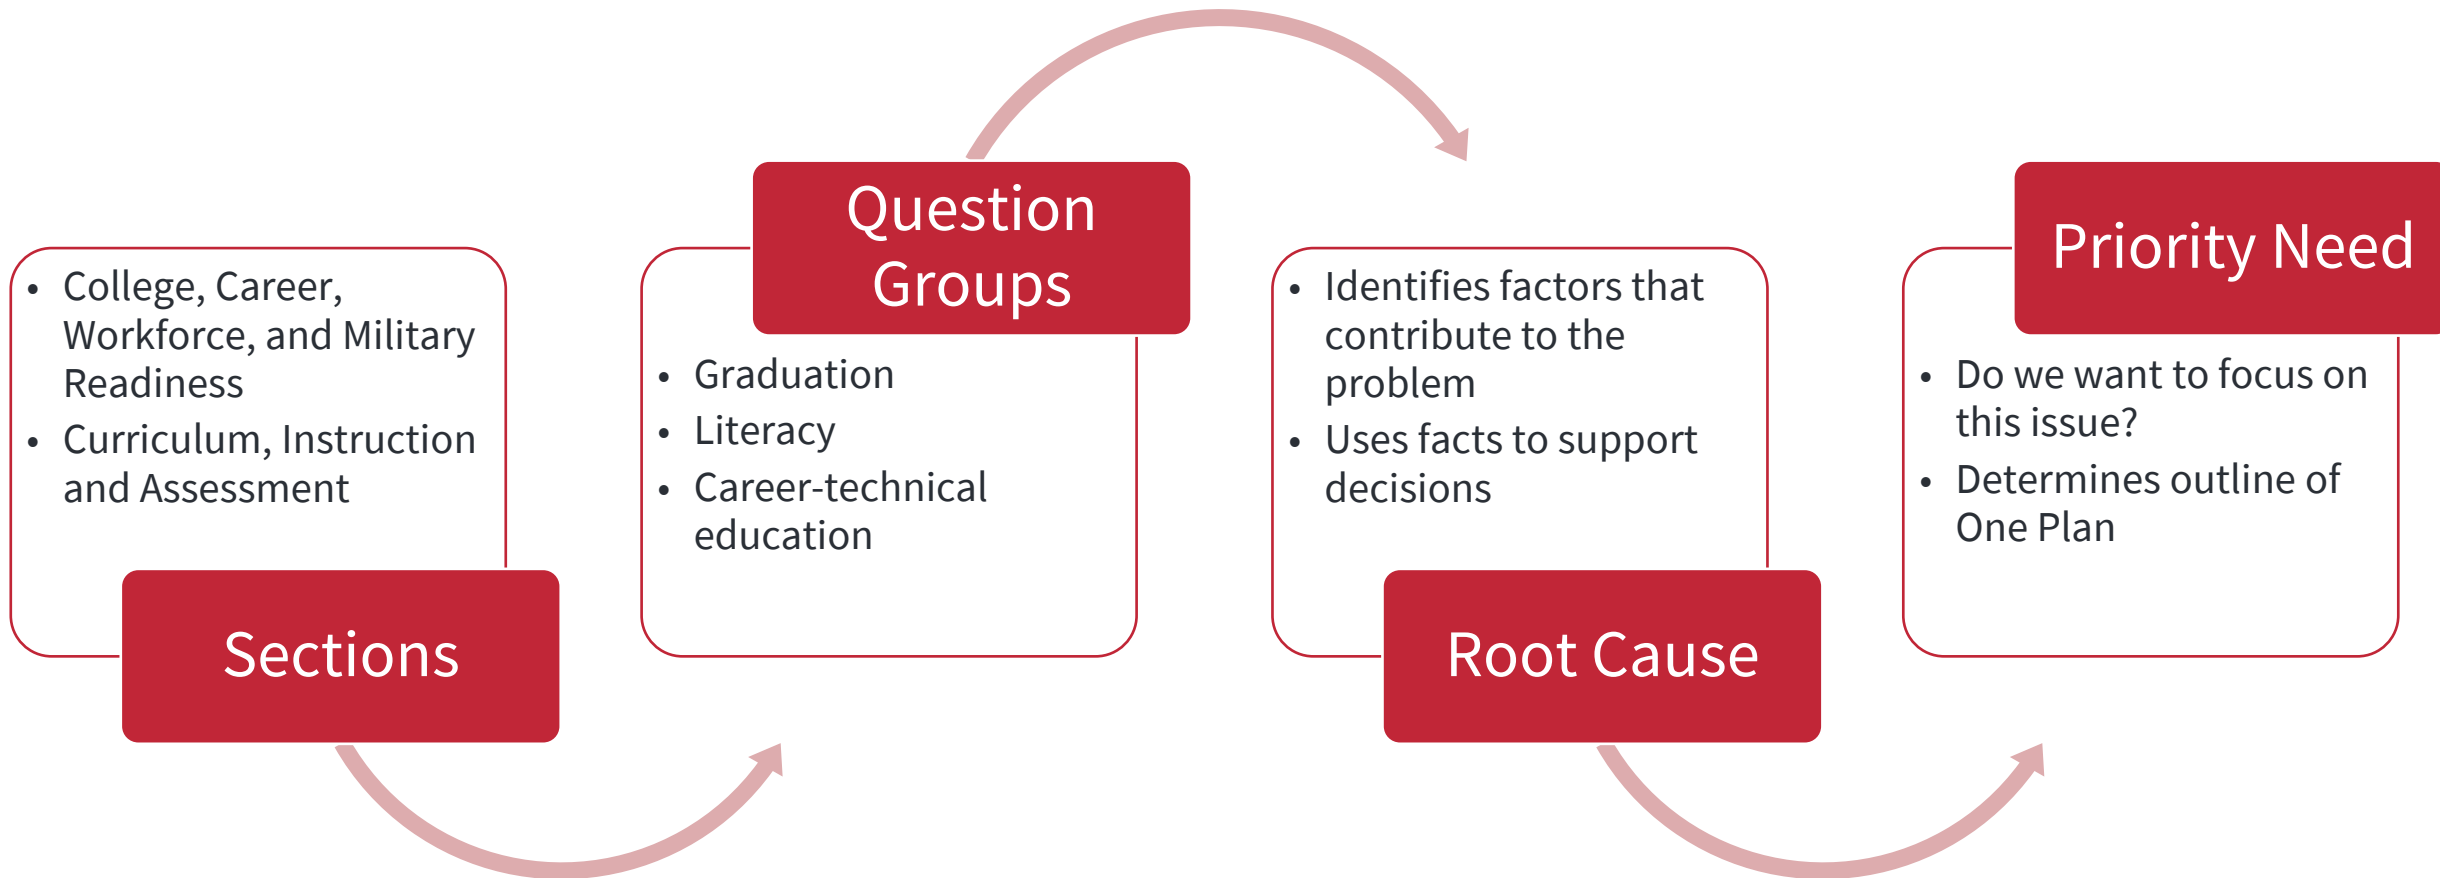 • College, Career,
Workforce, and Military
Readiness
• Curriculum, Instruction
and Assessment
Sections
Question
Groups
• Graduation
• Literacy
• Career-technical
education
• Identifies factors that
contribute to the
problem
• Uses facts to support
decisions
Root Cause
Priority Need
• Do we want to focus on
this issue?
• Determines outline of
One Plan